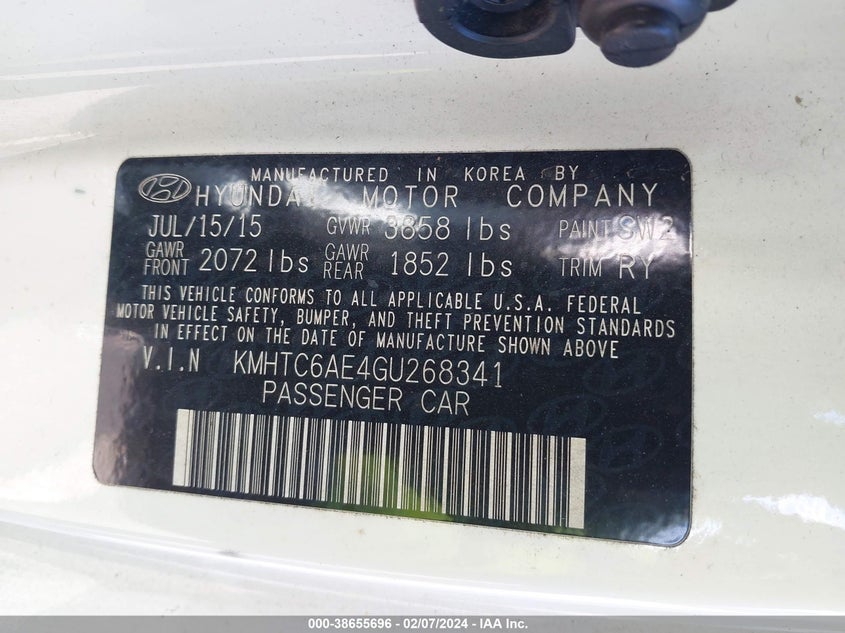 MANUFACTURED IN KOREA BY
HYUNDAI MOTOR COMPANY
JUL/15/15 GVWR 3858 lbs PAINT SW2
GAWR FRONT 2072 lbs GAWR REAR 1852 lbs TRIM RY
THIS VEHICLE CONFORMS TO ALL APPLICABLE U.S.A. FEDERAL
MOTOR VEHICLE SAFETY, BUMPER, AND THEFT PREVENTION STANDARDS
IN EFFECT ON THE DATE OF MANUFACTURE SHOWN ABOVE
V.I.N KMHTC6AE4GU268341
PASSENGER CAR
000-38655696 - 02/07/2024 - IAA Inc.